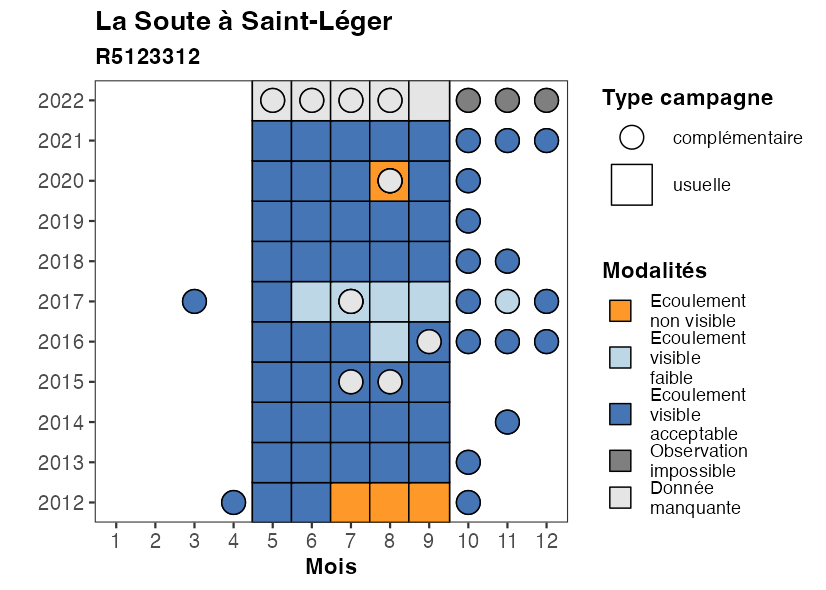 La Soute à Saint-Léger
R5123312
2022
2021
2020
2019
2018
2017
2016
2015
2014
2013
2012
1 2 3 4 5 6 7 8 9 10 11 12
Mois
Type campagne
complémentaire
usuelle
Modalités
Ecoulement
non visible
Ecoulement
visible
faible
Ecoulement
visible
acceptable
Observation
impossible
Donnée
manquante